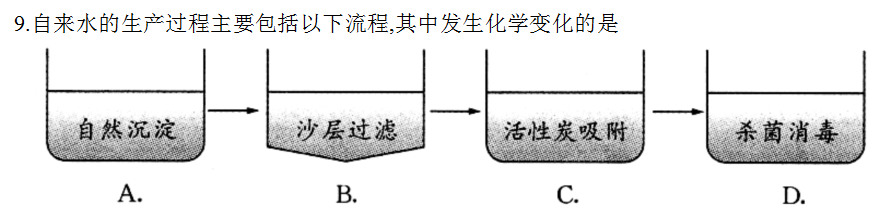 9.自来水的生产过程主要包括以下流程,其中发生化学变化的是
自然沉淀 沙层过滤 活性炭吸附 杀菌消毒
A. B. C. D.